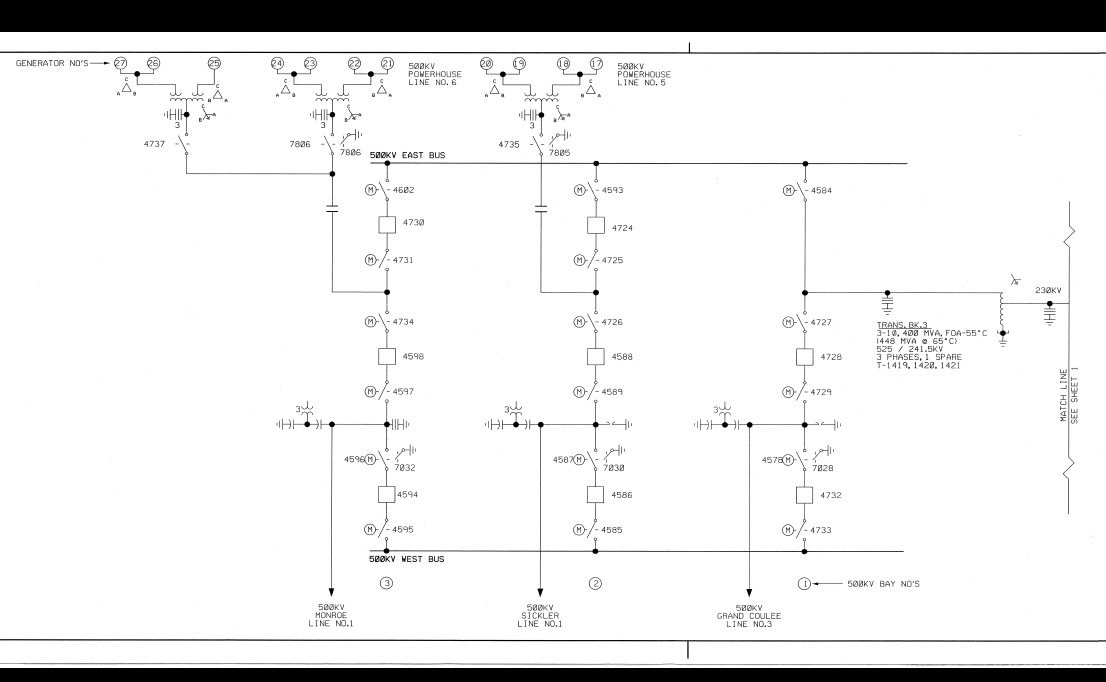 GENERATOR NO'S
27 26 25
24 23 22 21
500KV
POWERHOUSE
LINE NO.6
20 19 18 17
500KV
POWERHOUSE
LINE NO.5
C
A B
C
B A
C
A B
C
B A
C
A B
C
B A
3 3 3
4737 7806 7806 4735 7805
500KV EAST BUS
M 4602 M 4593 M 4584
4730 4724
M 4731 M 4725
230KV
M 4734 M 4726 M 4727
4598 4588 4728
TRANS. BK.3
3-10, 400 MVA, FOA-55°C
(448 MVA @ 65°C)
525 / 241.5KV
3 PHASES, 1 SPARE
T-1419, 1420, 1421
M 4597 M 4589 M 4729
MATCH LINE
SEE SHEET 1
3 3 3
4596 M 7032 4587 M 7030 4578 M 7028
4594 4586 4732
M 4595 M 4585 M 4733
500KV WEST BUS
3 2 1 500KV BAY NO'S
500KV
MONROE
LINE NO.1
500KV
SICKLER
LINE NO.1
500KV
GRAND COULEE
LINE NO.3